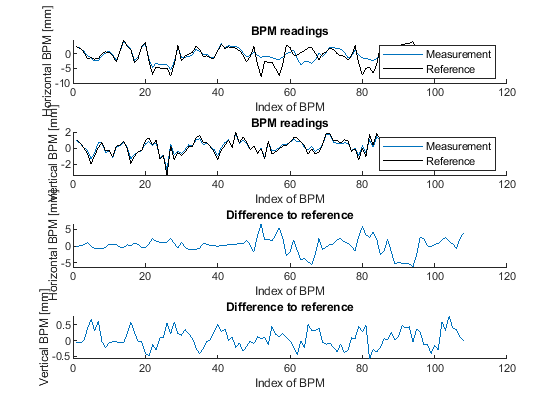 BPM readings
Horizontal BPM [mm]
0
-5
-10
Measurement
Reference
0 20 40 60 80 100 120
Index of BPM
BPM readings
Vertical BPM [mm]
2
0
-2
Measurement
Reference
0 20 40 60 80 100 120
Index of BPM
Difference to reference
Horizontal BPM [mm]
5
0
-5
0 20 40 60 80 100 120
Index of BPM
Difference to reference
Vertical BPM [mm]
0.5
0
-0.5
0 20 40 60 80 100 120
Index of BPM